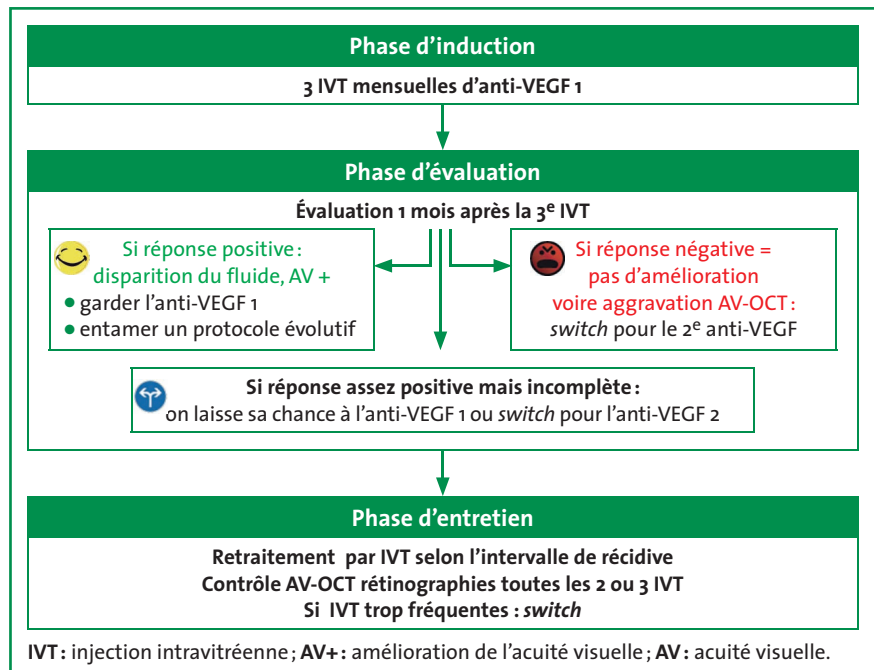 Phase d'induction
3 IVT mensuelles d'anti-VEGF 1
Phase d'évaluation
Évaluation 1 mois après la 3e IVT
Si réponse positive :
disparition du fluide, AV +
• garder l'anti-VEGF 1
• entamer un protocole évolutif
Si réponse négative =
pas d'amélioration
voire aggravation AV-OCT :
switch pour le 2e anti-VEGF
Si réponse assez positive mais incomplète :
on laisse sa chance à l'anti-VEGF 1 ou switch pour l'anti-VEGF 2
Phase d'entretien
Retraitement par IVT selon l'intervalle de récidive
Contrôle AV-OCT rétinographies toutes les 2 ou 3 IVT
Si IVT trop fréquentes : switch
IVT : injection intravitréenne ; AV+ : amélioration de l'acuité visuelle ; AV : acuité visuelle.